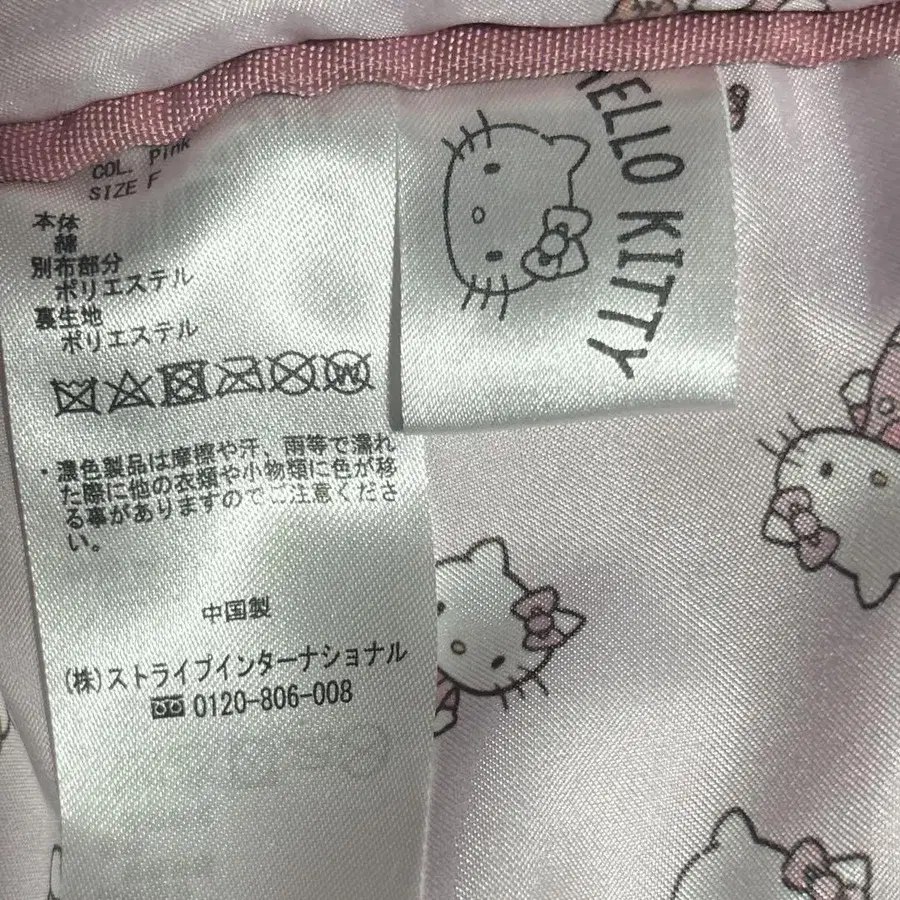 COL. Pink
SIZE F
本体
綿
別布部分
ポリエステル
裏生地
ポリエステル
W
・濃色製品は摩擦や汗、雨等で濡れ
た際に他の衣類や小物類に色が移
る事がありますのでご注意くださ
い。
中国製
(株)ストライプインターナショナル
0120-806-008
HELLO KITTY